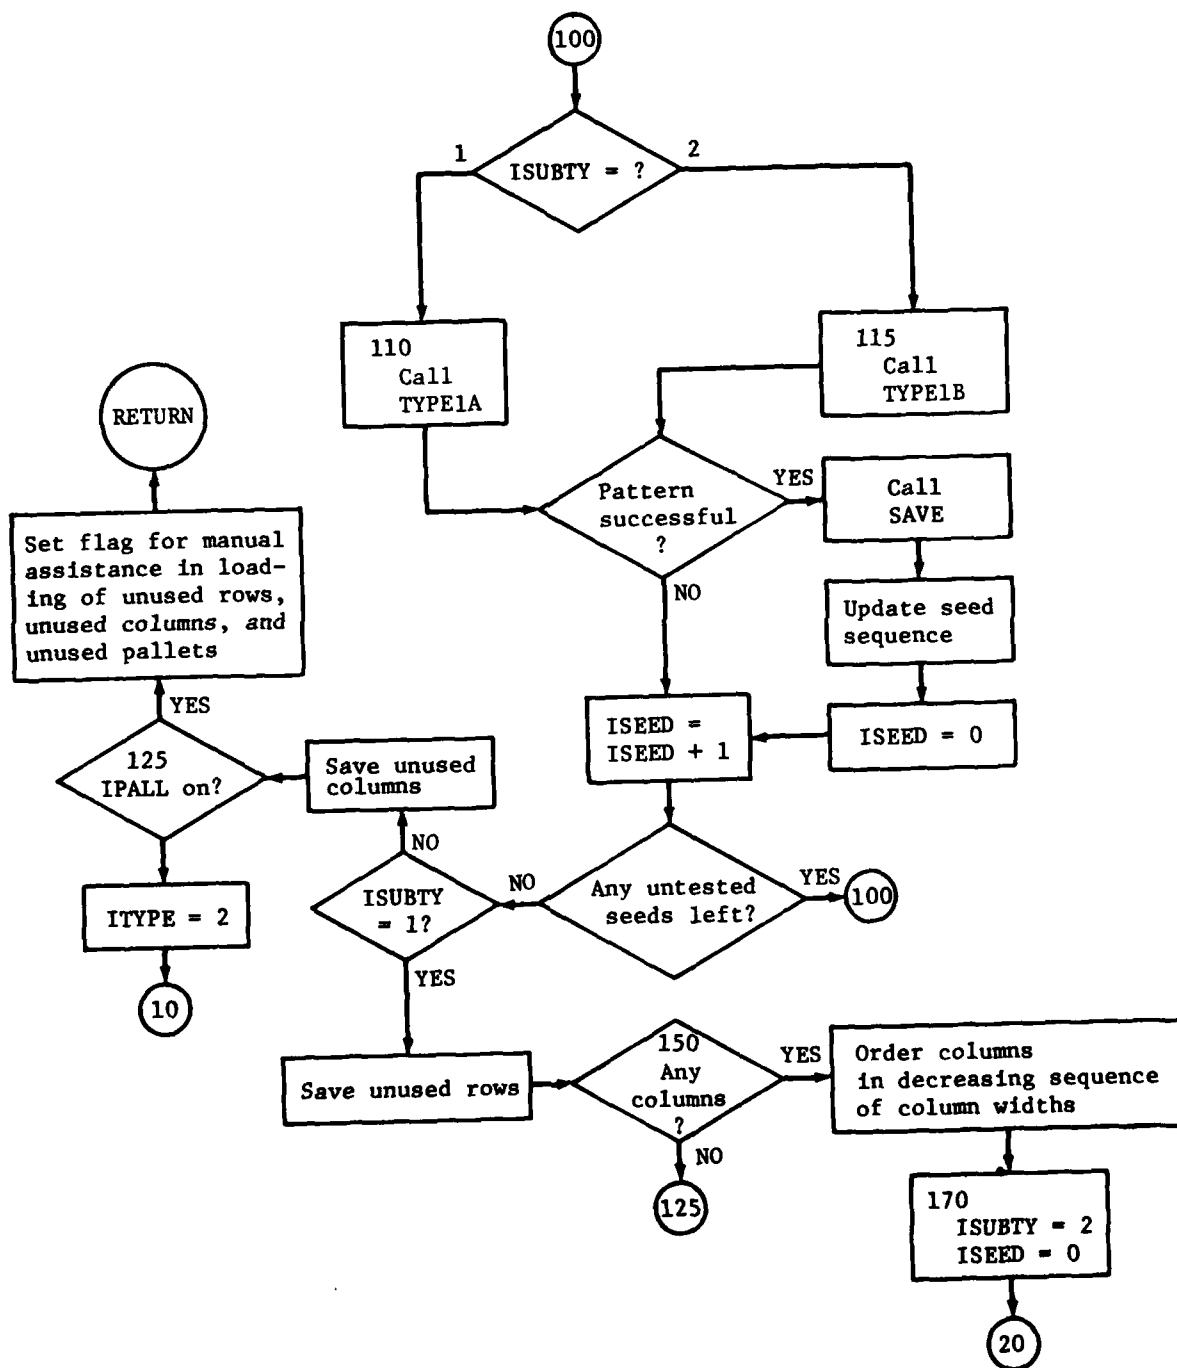 100
1
ISUBTY = ?
2
110
Call
TYPE1A
115
Call
TYPE1B
RETURN
Pattern
successful
?
YES
Call
SAVE
NO
Set flag for manual
assistance in load-
ing of unused rows,
unused columns, and
unused pallets
Update seed
sequence
YES
ISEED =
ISEED + 1
ISEED = 0
125
IPALL on?
Save unused
columns
NO
ISUBTY
= 1?
NO
Any untested
seeds left?
YES
100
ITYPE = 2
10
YES
Save unused rows
150
Any
columns
?
YES
Order columns
in decreasing sequence
of column widths
NO
125
170
ISUBTY = 2
ISEED = 0
20